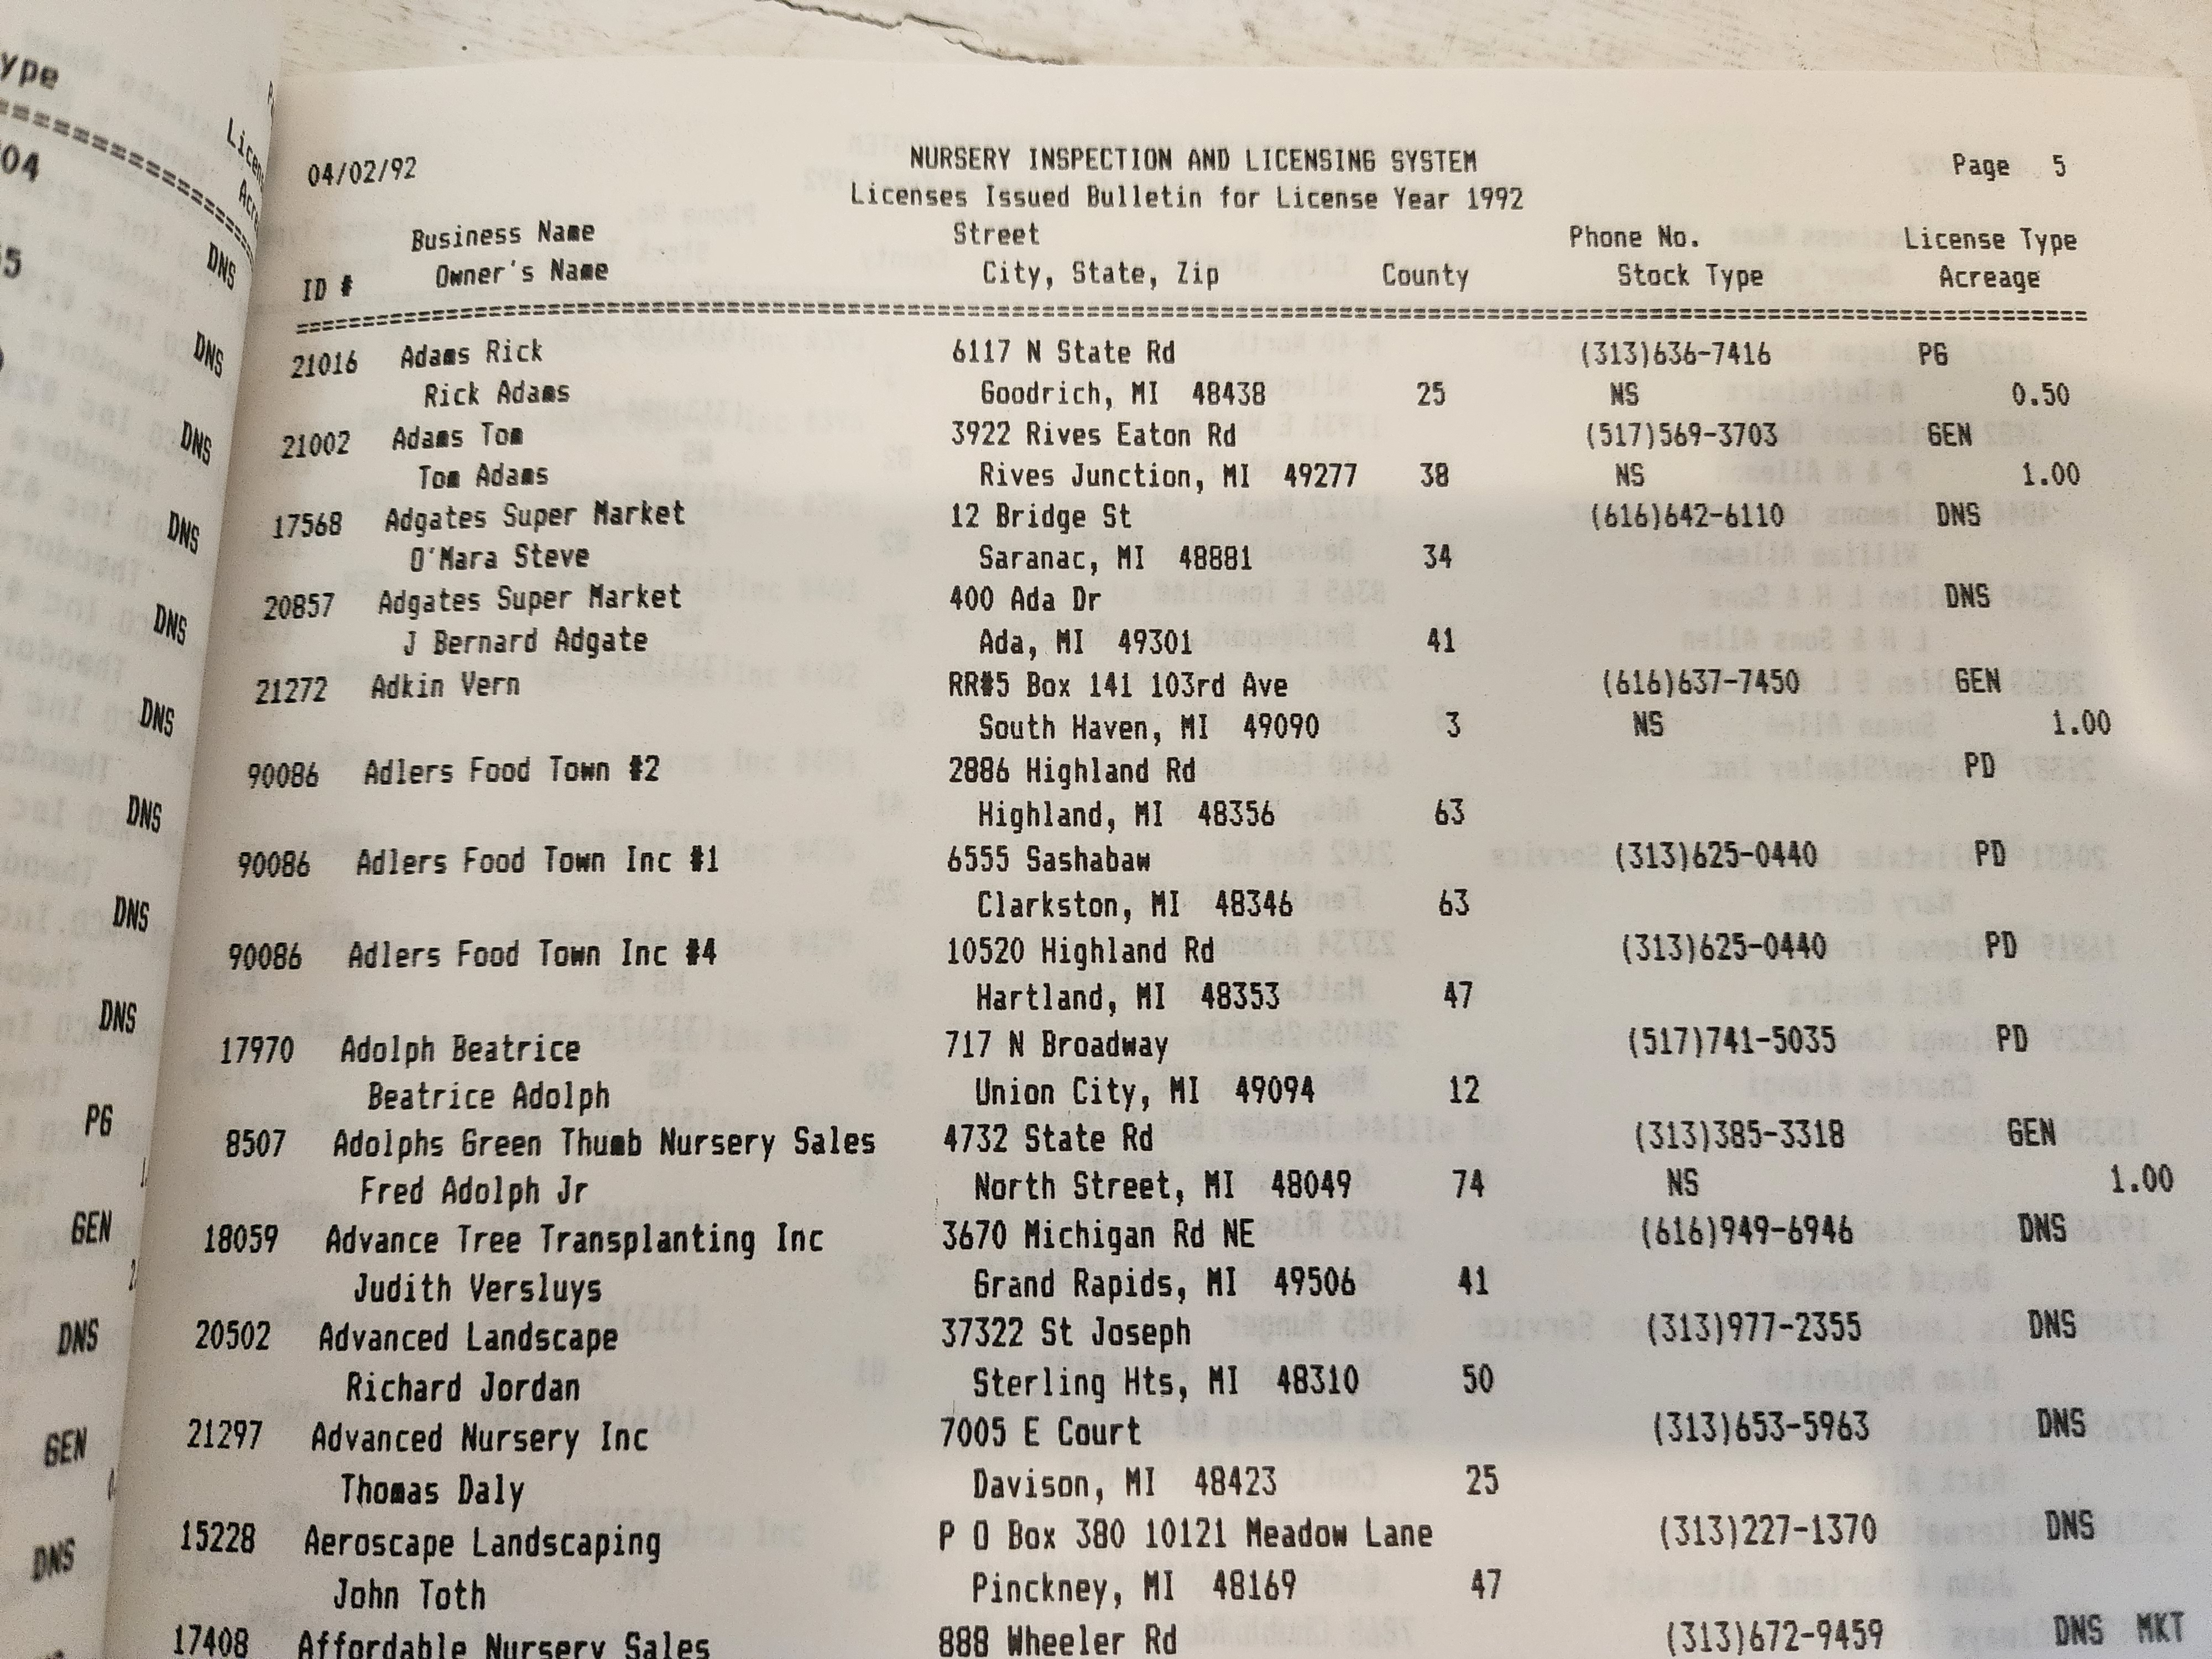 ype
04/02/92 NURSERY INSPECTION AND LICENSING SYSTEM Page 5
Licenses Issued Bulletin for License Year 1992
Business Name Street Phone No. License Type
ID # Owner's Name City, State, Zip County Stock Type Acreage
21016 Adams Rick 6117 N State Rd (313)636-7416 PG
Rick Adams Goodrich, MI 48438 25 NS 0.50
21002 Adams Tom 3922 Rives Eaton Rd (517)569-3703 GEN
Tom Adams Rives Junction, MI 49277 38 NS 1.00
17568 Adgates Super Market 12 Bridge St (616)642-6110 DNS
O'Mara Steve Saranac, MI 48881 34
20857 Adgates Super Market 400 Ada Dr DNS
J Bernard Adgate Ada, MI 49301 41
21272 Adkin Vern RR#5 Box 141 103rd Ave (616)637-7450 GEN
South Haven, MI 49090 3 NS 1.00
90086 Adlers Food Town #2 2886 Highland Rd PD
Highland, MI 48356 63
90086 Adlers Food Town Inc #1 6555 Sashabaw (313)625-0440 PD
Clarkston, MI 48346 63
90086 Adlers Food Town Inc #4 10520 Highland Rd (313)625-0440 PD
Hartland, MI 48353 47
17970 Adolph Beatrice 717 N Broadway (517)741-5035 PD
Beatrice Adolph Union City, MI 49094 12
8507 Adolphs Green Thumb Nursery Sales 4732 State Rd (313)385-3318 GEN
Fred Adolph Jr North Street, MI 48049 74 NS 1.00
18059 Advance Tree Transplanting Inc 3670 Michigan Rd NE (616)949-6946 DNS
Judith Versluys Grand Rapids, MI 49506 41
20502 Advanced Landscape 37322 St Joseph (313)977-2355 DNS
Richard Jordan Sterling Hts, MI 48310 50
21297 Advanced Nursery Inc 7005 E Court (313)653-5963 DNS
Thomas Daly Davison, MI 48423 25
15228 Aeroscape Landscaping P O Box 380 10121 Meadow Lane (313)227-1370 DNS
John Toth Pinckney, MI 48169 47
17408 Affordable Nursery Sales 888 Wheeler Rd (313)672-9459 DNS MKT